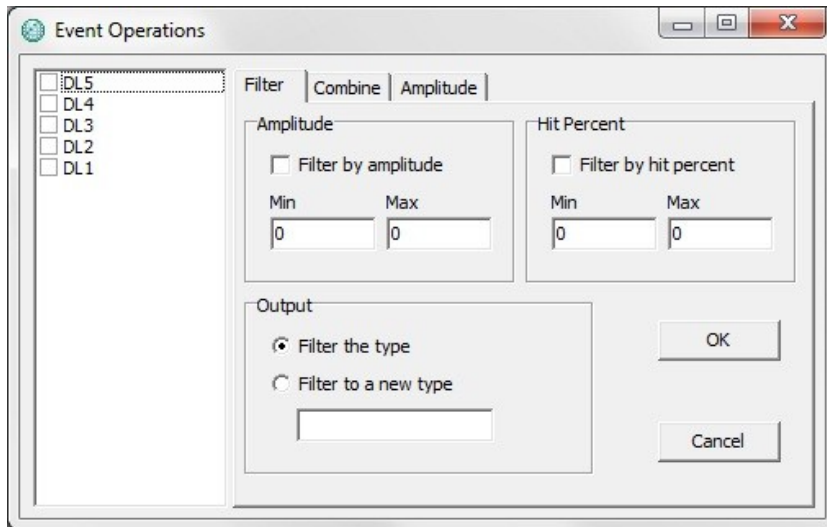 Event Operations
DL5
DL4
DL3
DL2
DL1
Filter Combine Amplitude
Amplitude
Filter by amplitude
Min Max
0 0
Hit Percent
Filter by hit percent
Min Max
0 0
Output
Filter the type
Filter to a new type
OK
Cancel